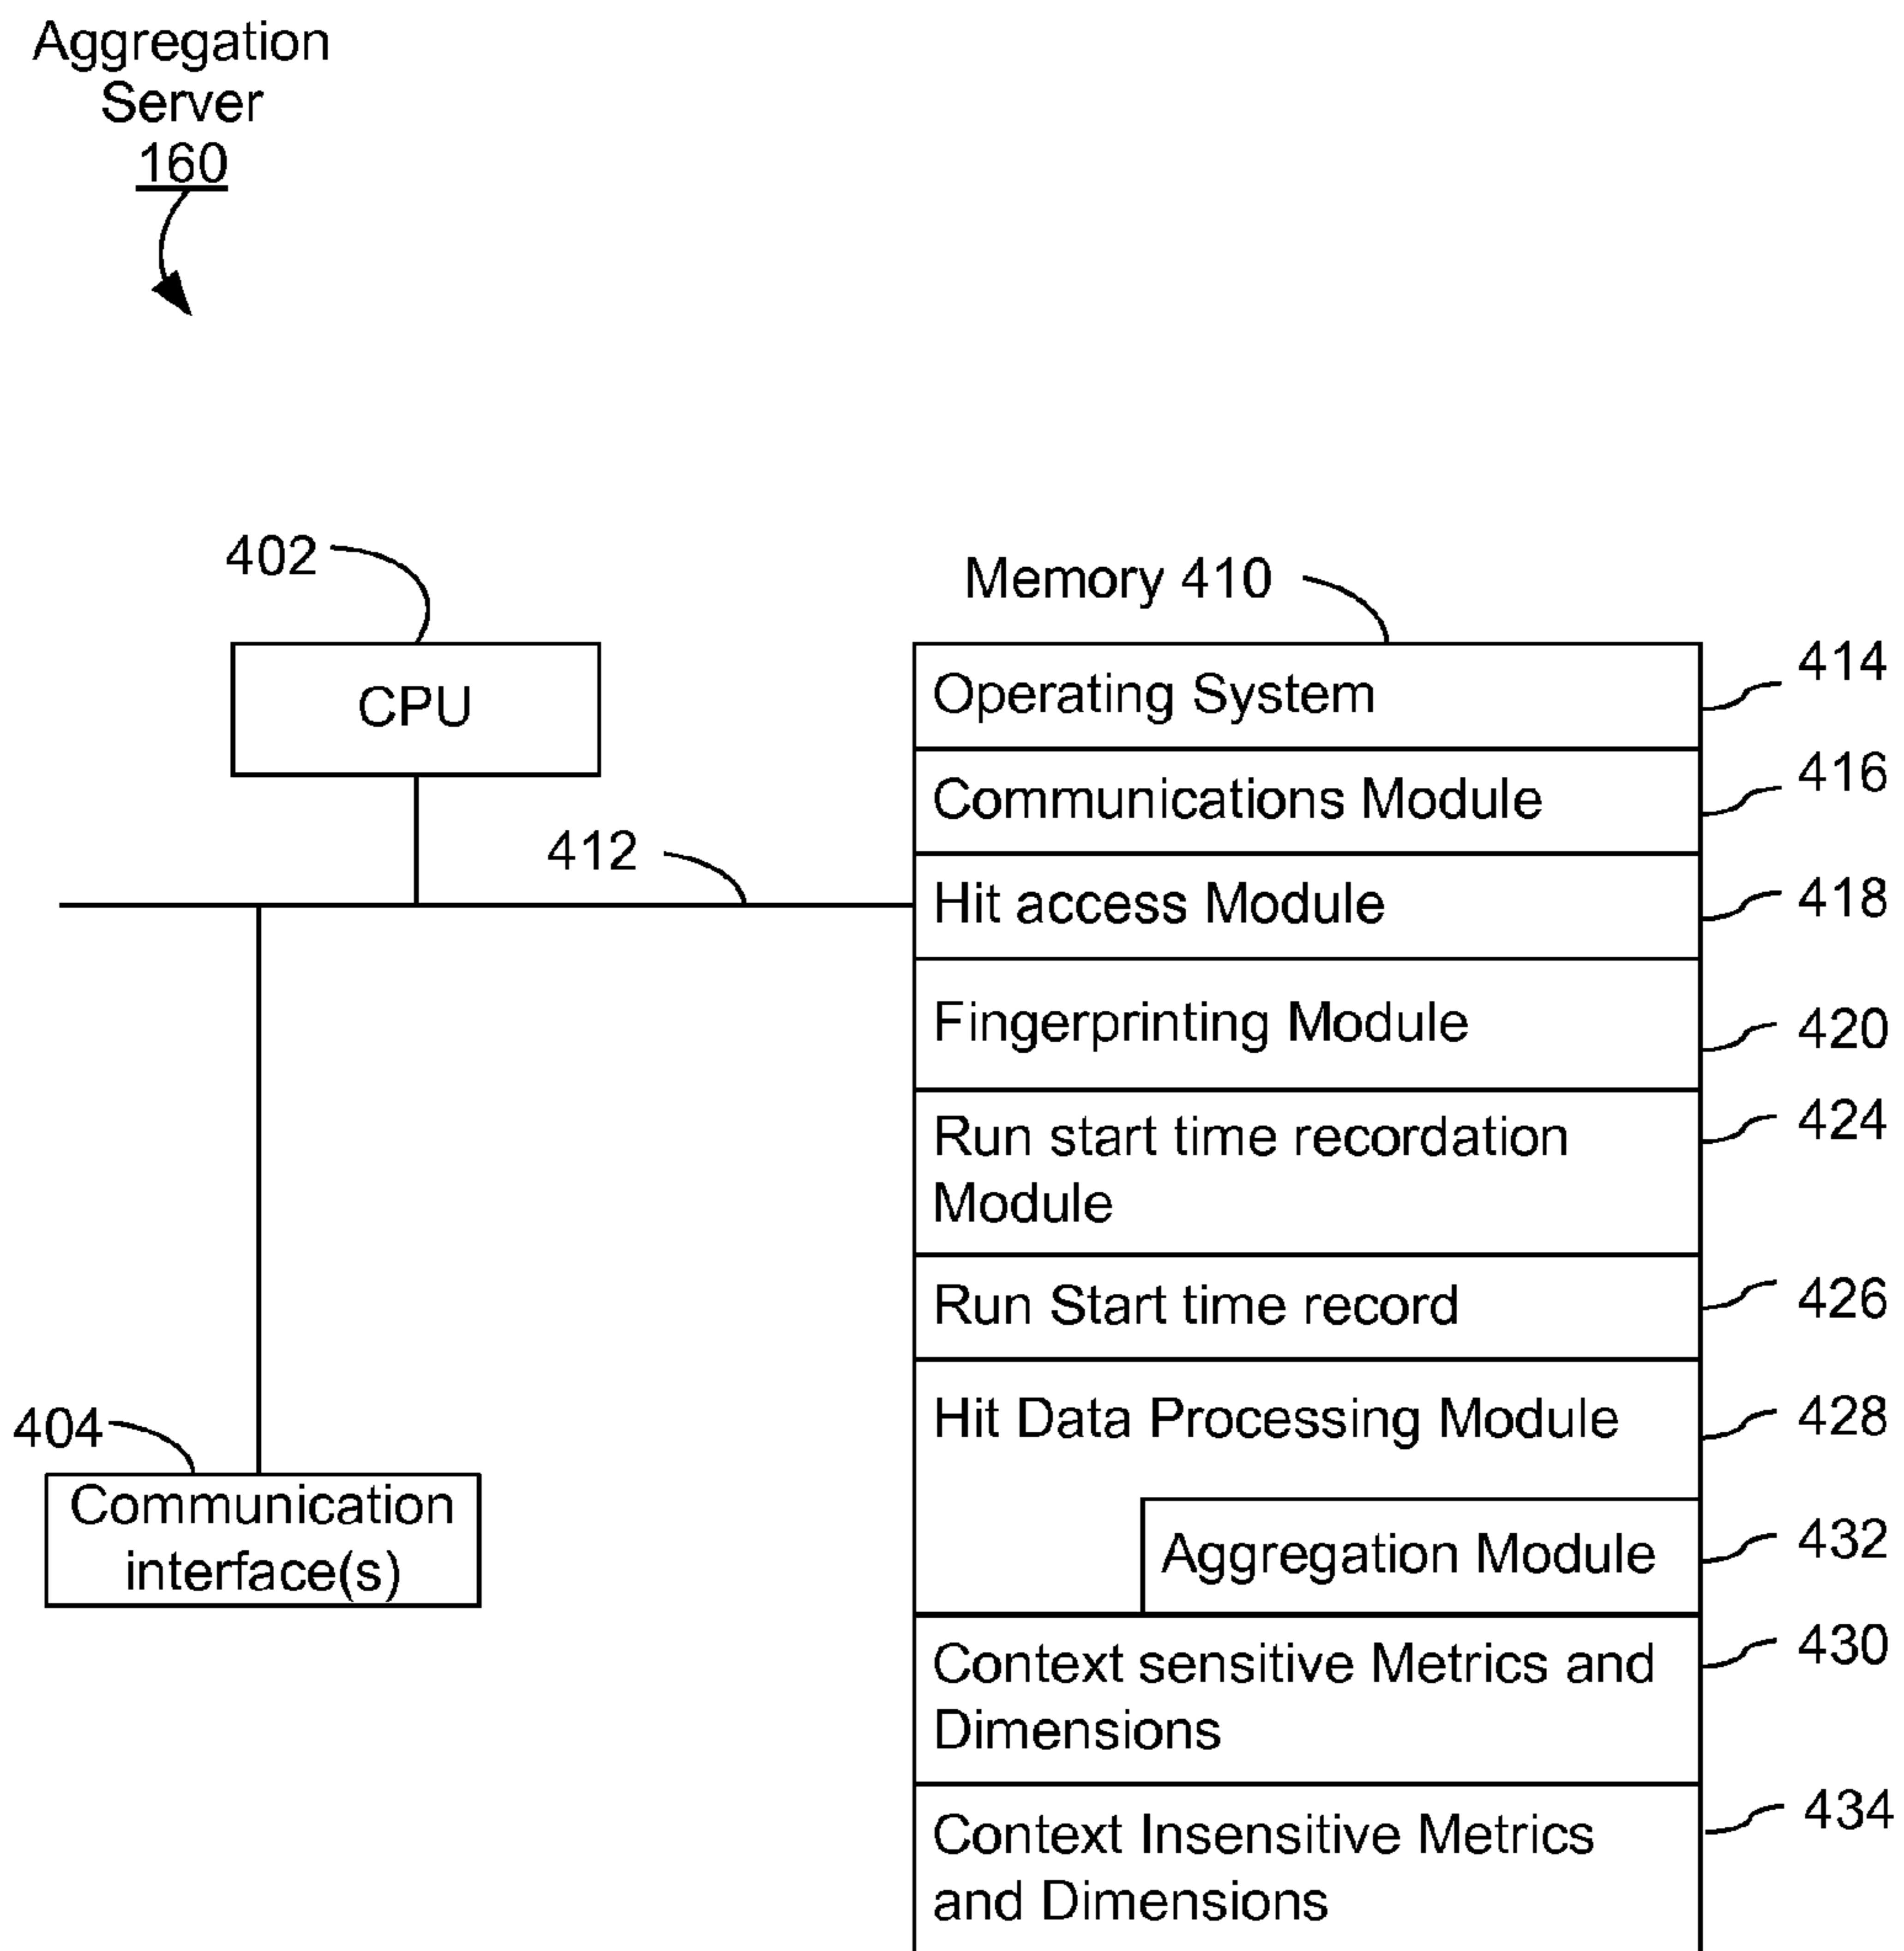 Aggregation
Server
160
402
Memory 410
CPU
412
404
Communication
interface(s)
Operating System
414
Communications Module
416
Hit access Module
418
Fingerprinting Module
420
Run start time recordation
Module
424
Run Start time record
426
Hit Data Processing Module
428
Aggregation Module
432
Context sensitive Metrics and
Dimensions
430
Context Insensitive Metrics
and Dimensions
434